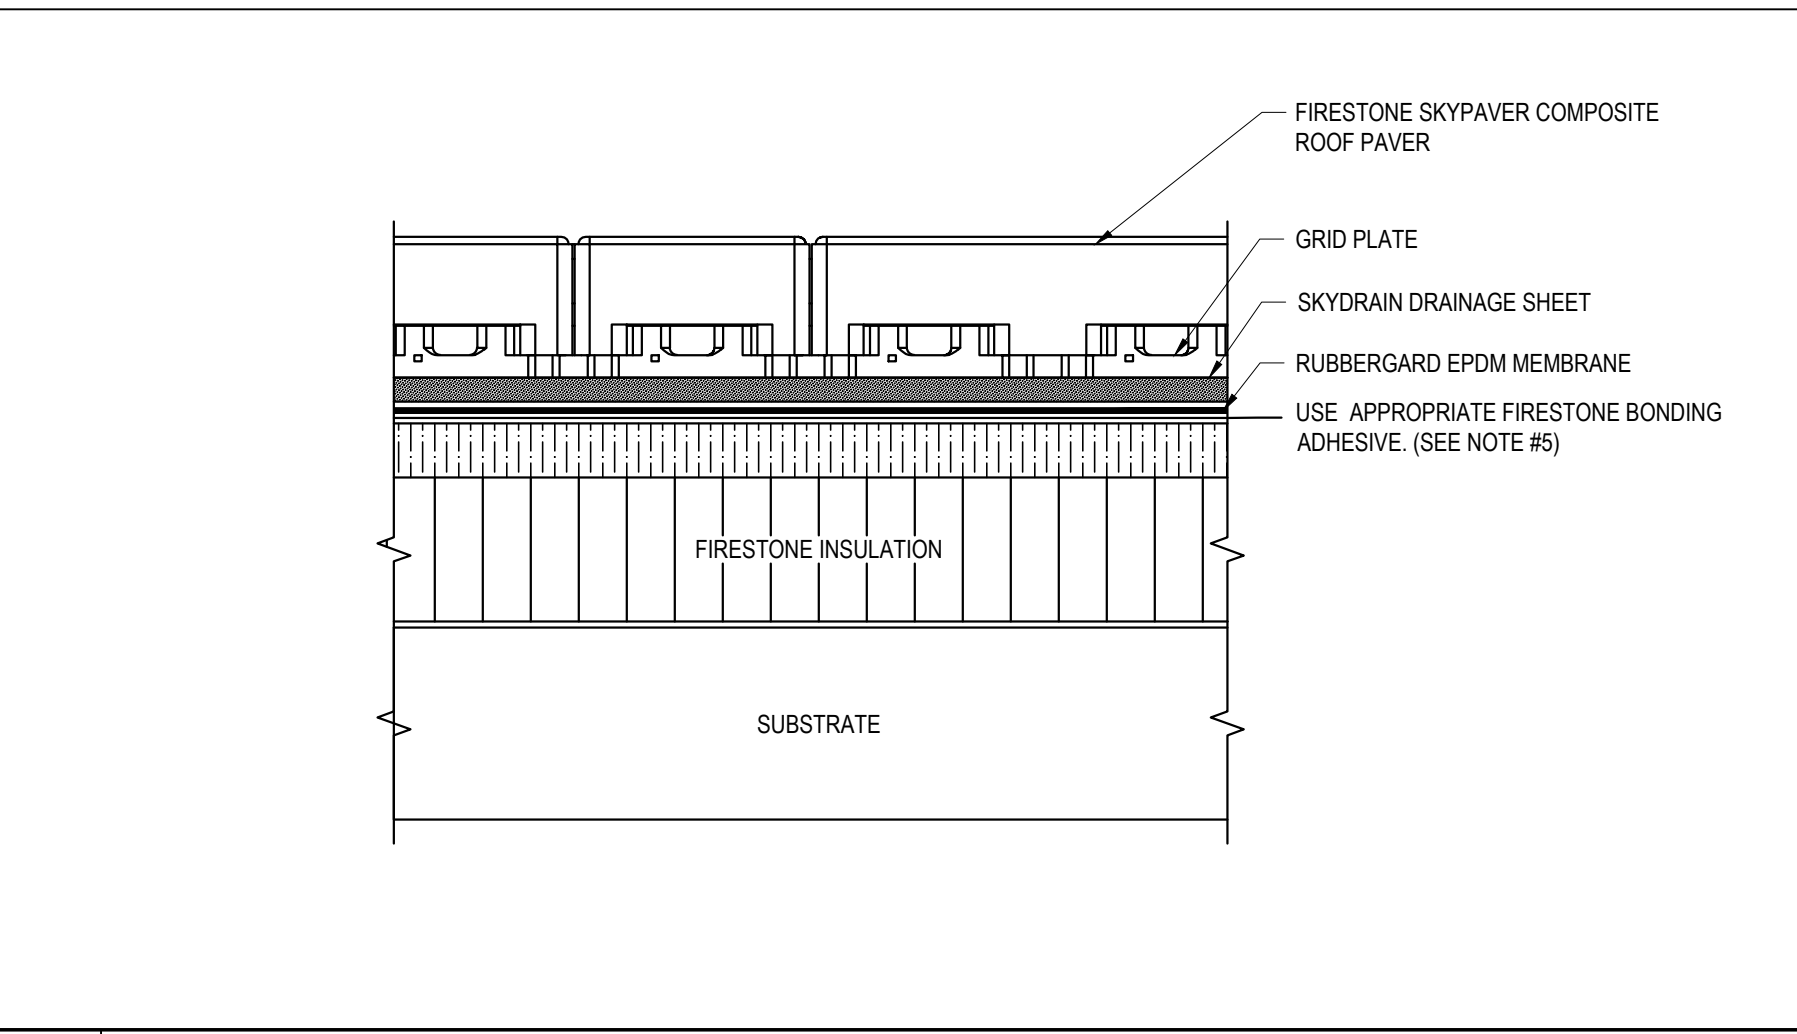 FIRESTONE SKYPAVER COMPOSITE
ROOF PAVER
GRID PLATE
SKYDRAIN DRAINAGE SHEET
RUBBERGARD EPDM MEMBRANE
USE APPROPRIATE FIRESTONE BONDING
ADHESIVE. (SEE NOTE #5)
FIRESTONE INSULATION
SUBSTRATE